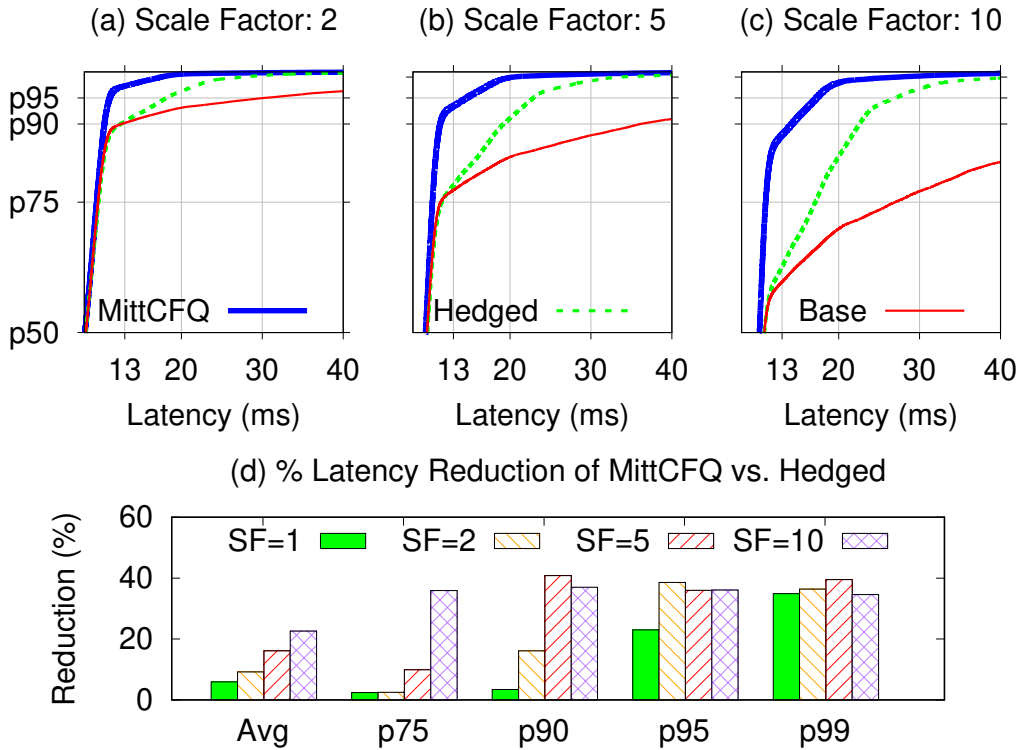 (a) Scale Factor: 2 (b) Scale Factor: 5 (c) Scale Factor: 10
p95
p90
p75
p50
MittCFQ Hedged Base
13 20 30 40 13 20 30 40 13 20 30 40
Latency (ms) Latency (ms) Latency (ms)
(d) % Latency Reduction of MittCFQ vs. Hedged
Reduction (%)
60
SF=1 SF=2 SF=5 SF=10
40
20
0
Avg p75 p90 p95 p99